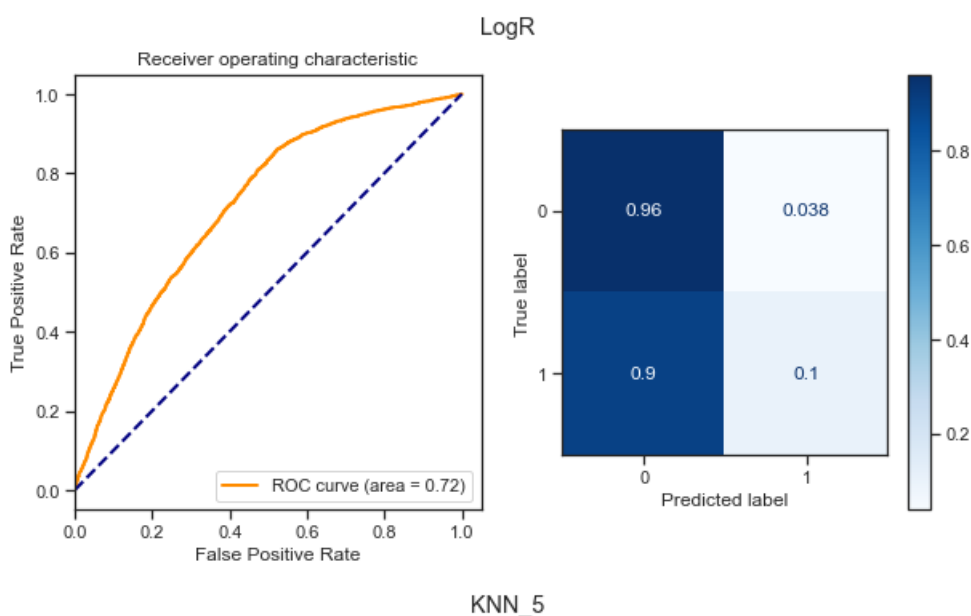 LogR
Receiver operating characteristic
True Positive Rate
1.0
0.8
0.6
0.4
0.2
0.0
ROC curve (area = 0.72)
0.0 0.2 0.4 0.6 0.8 1.0
False Positive Rate
True label
0
0.96 0.038
1
0.9 0.1
0 1
Predicted label
0.8
0.6
0.4
0.2
KNN_5